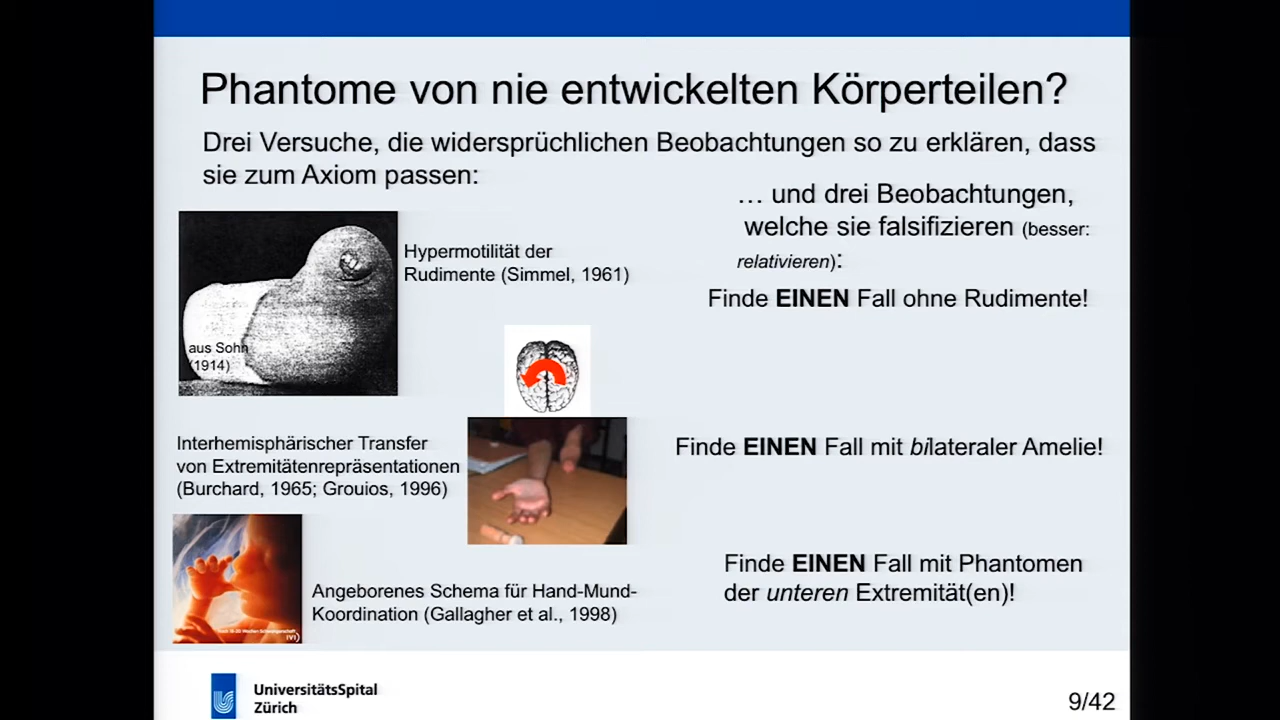 Phantome von nie entwickelten Körperteilen?
Drei Versuche, die widersprüchlichen Beobachtungen so zu erklären, dass
sie zum Axiom passen:
… und drei Beobachtungen,
welche sie falsifizieren (besser:
relativieren):
Hypermotilität der
Rudimente (Simmel, 1961)
aus Sohn
(1914)
Finde EINEN Fall ohne Rudimente!
Interhemisphärischer Transfer
von Extremitätenrepräsentationen
(Burchard, 1965; Grouios, 1996)
Finde EINEN Fall mit bilateraler Amelie!
Angeborenes Schema für Hand-Mund-
Koordination (Gallagher et al., 1998)
Finde EINEN Fall mit Phantomen
der unteren Extremität(en)!
UniversitätsSpital
Zürich
9/42